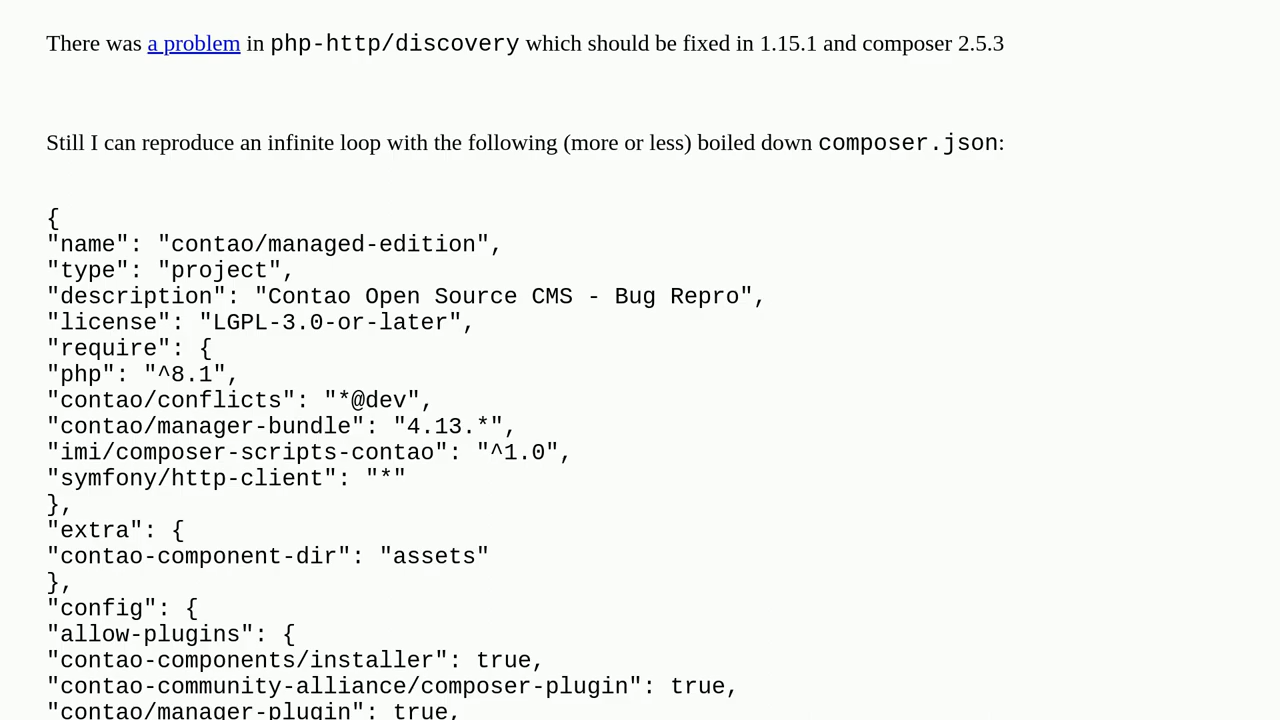 There was a problem in php-http/discovery which should be fixed in 1.15.1 and composer 2.5.3
Still I can reproduce an infinite loop with the following (more or less) boiled down composer.json:
{
"name": "contao/managed-edition",
"type": "project",
"description": "Contao Open Source CMS - Bug Repro",
"license": "LGPL-3.0-or-later",
"require": {
"php": "^8.1",
"contao/conflicts": "*@dev",
"contao/manager-bundle": "4.13.*",
"imi/composer-scripts-contao": "^1.0",
"symfony/http-client": "*"
},
"extra": {
"contao-component-dir": "assets"
},
"config": {
"allow-plugins": {
"contao-components/installer": true,
"contao-community-alliance/composer-plugin": true,
"contao/manager-plugin": true,